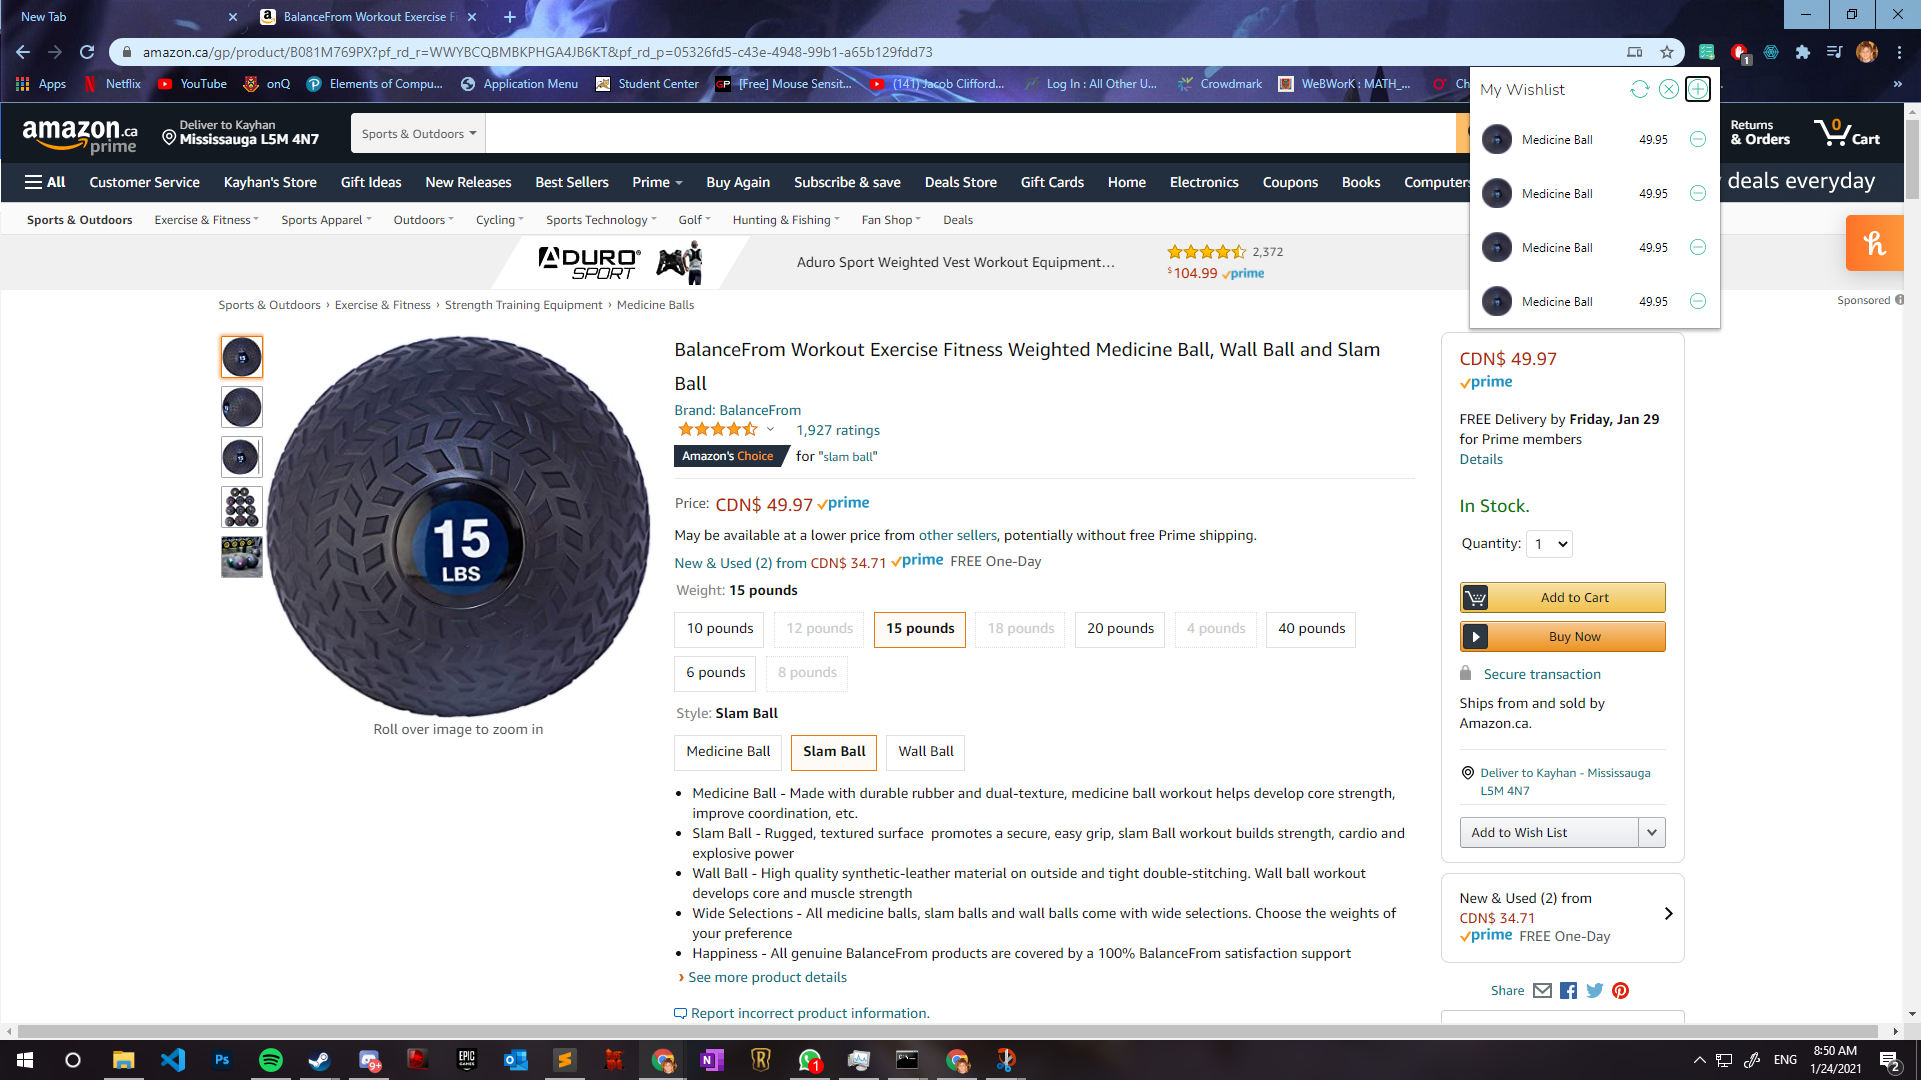 New Tab
BalanceFrom Workout Exercise Fi
amazon.ca/gp/product/B081M769PX?pf_rd_r=WWYBCQBMBKPHGA4JB6KT&pf_rd_p=05326fd5-c43e-4948-99b1-a65b129fdd73
1
Apps
Netflix
YouTube
onQ
Elements of Compu...
Application Menu
Student Center
[Free] Mouse Sensit...
(141) Jacob Clifford...
Log In : All Other U...
Crowdmark
WeBWorK : MATH_...
Ch
»
My Wishlist
Medicine Ball 49.95
Medicine Ball 49.95
Medicine Ball 49.95
Medicine Ball 49.95
amazon.ca
prime
Deliver to Kayhan
Mississauga L5M 4N7
Sports & Outdoors
Returns
& Orders
0
Cart
All
Customer Service
Kayhan's Store
Gift Ideas
New Releases
Best Sellers
Prime
Buy Again
Subscribe & save
Deals Store
Gift Cards
Home
Electronics
Coupons
Books
Computers
deals everyday
Sports & Outdoors
Exercise & Fitness
Sports Apparel
Outdoors
Cycling
Sports Technology
Golf
Hunting & Fishing
Fan Shop
Deals
ADURO
SPORT
Aduro Sport Weighted Vest Workout Equipment…
2,372
$104.99 prime
h
Sponsored
Sports & Outdoors › Exercise & Fitness › Strength Training Equipment › Medicine Balls
15
LBS
Roll over image to zoom in
BalanceFrom Workout Exercise Fitness Weighted Medicine Ball, Wall Ball and Slam
Ball
Brand: BalanceFrom
1,927 ratings
Amazon's Choice for "slam ball"
Price: CDN$ 49.97 prime
May be available at a lower price from other sellers, potentially without free Prime shipping.
New & Used (2) from CDN$ 34.71 prime FREE One-Day
Weight: 15 pounds
10 pounds
12 pounds
15 pounds
18 pounds
20 pounds
4 pounds
40 pounds
6 pounds
8 pounds
Style: Slam Ball
Medicine Ball
Slam Ball
Wall Ball
• Medicine Ball - Made with durable rubber and dual-texture, medicine ball workout helps develop core strength,
improve coordination, etc.
• Slam Ball - Rugged, textured surface promotes a secure, easy grip, slam Ball workout builds strength, cardio and
explosive power
• Wall Ball - High quality synthetic-leather material on outside and tight double-stitching. Wall ball workout
develops core and muscle strength
• Wide Selections - All medicine balls, slam balls and wall balls come with wide selections. Choose the weights of
your preference
• Happiness - All genuine BalanceFrom products are covered by a 100% BalanceFrom satisfaction support
› See more product details
Report incorrect product information.
CDN$ 49.97
prime
FREE Delivery by Friday, Jan 29
for Prime members
Details
In Stock.
Quantity: 1
Add to Cart
Buy Now
Secure transaction
Ships from and sold by
Amazon.ca.
Deliver to Kayhan - Mississauga
L5M 4N7
Add to Wish List
New & Used (2) from
CDN$ 34.71
prime FREE One-Day
Share
Ps
9+
EPIC
GAMES
N
R
1
ENG
8:50 AM
1/24/2021
2